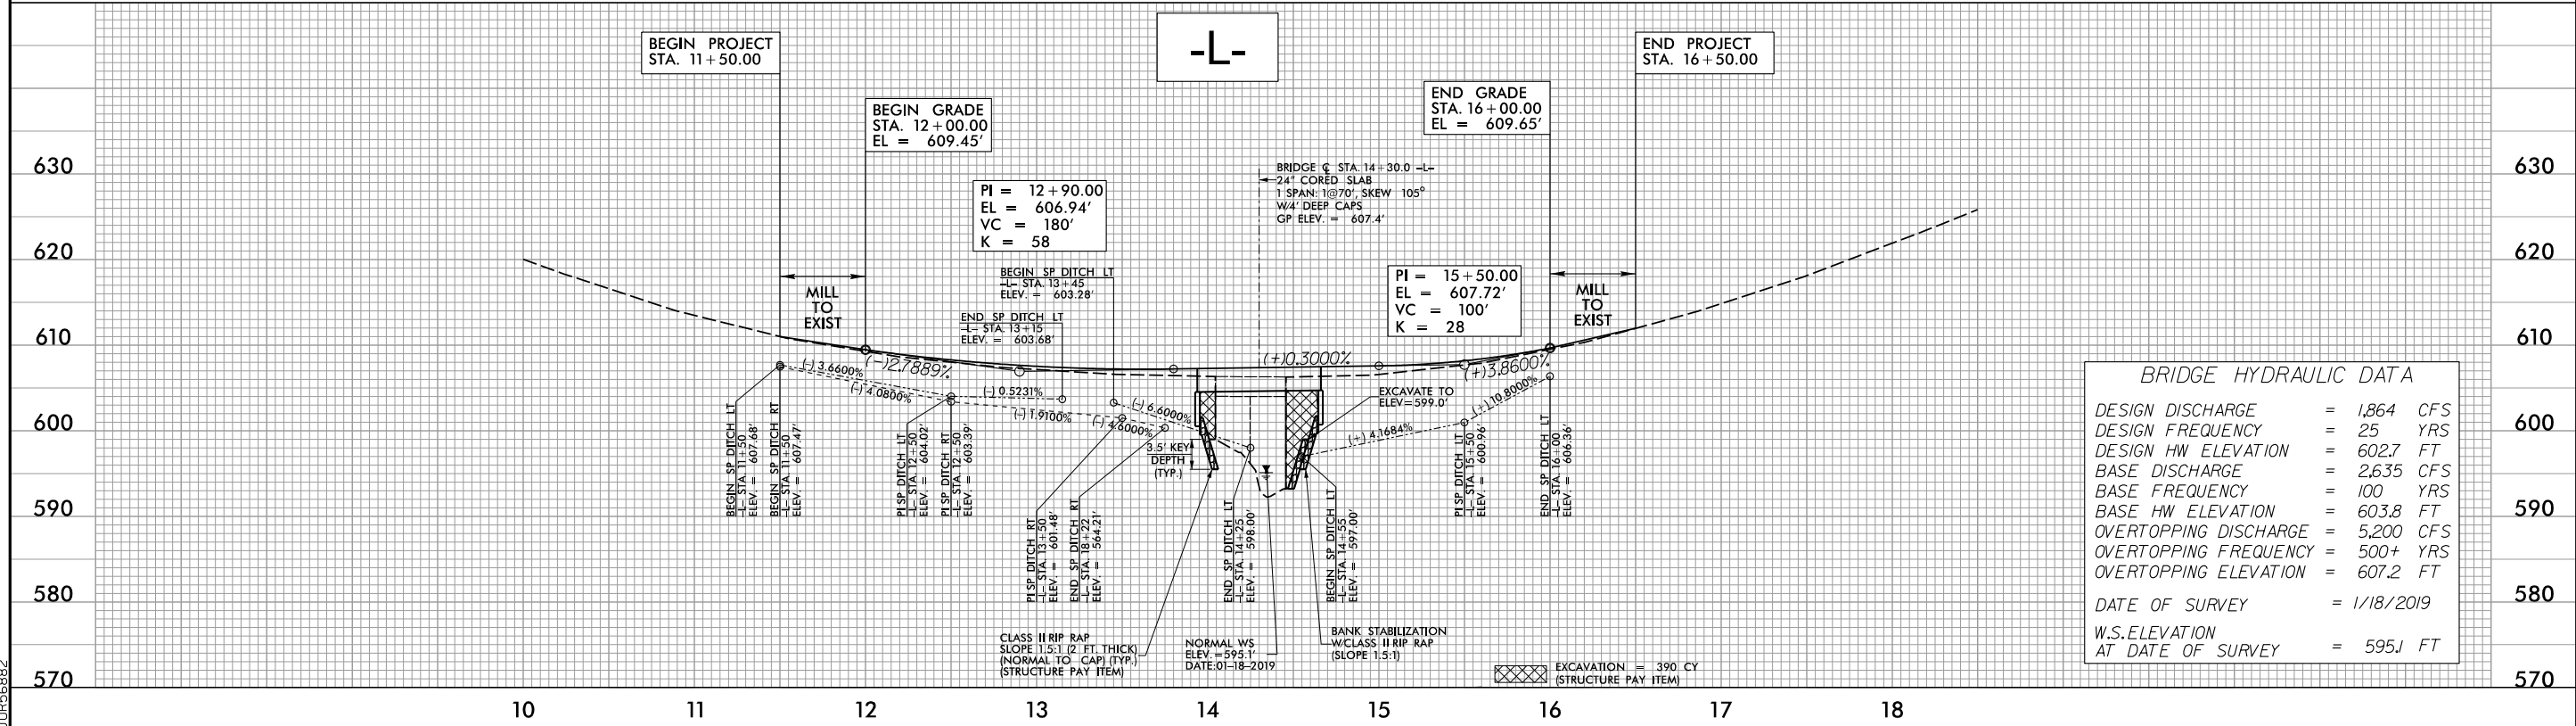 -L-
BEGIN PROJECT
STA. 11+50.00
END PROJECT
STA. 16+50.00
BEGIN GRADE
STA. 12+00.00
EL = 609.45'
END GRADE
STA. 16+00.00
EL = 609.65'
PI = 12+90.00
EL = 606.94'
VC = 180'
K = 58
BRIDGE ℄ STA. 14+30.0 -L-
24" CORED SLAB
1 SPAN: 1@70', SKEW 105°
W/4' DEEP CAPS
GP ELEV. = 607.4'
PI = 15+50.00
EL = 607.72'
VC = 100'
K = 28
BEGIN SP DITCH LT
-L- STA. 13+45
ELEV. = 603.28'
END SP DITCH LT
-L- STA. 13+15
ELEV. = 603.68'
MILL
TO
EXIST
MILL
TO
EXIST
(-)2.7889%
(+)0.3000%
(+)3.8600%
(-) 3.6600%
(-) 4.0800%
(-) 0.5231%
(-) 1.9100%
(-) 6.6000%
(-) 4.6000%
(+) 4.1684%
(+) 10.8000%
EXCAVATE TO
ELEV=599.0'
3.5' KEY
DEPTH
(TYP.)
BEGIN SP DITCH LT
-L- STA. 11+50
ELEV. = 607.68'
BEGIN SP DITCH RT
-L- STA. 11+50
ELEV. = 607.47'
PI SP DITCH LT
-L- STA. 12+50
ELEV. = 604.02'
PI SP DITCH RT
-L- STA. 12+50
ELEV. = 603.39'
PI SP DITCH RT
-L- STA. 13+50
ELEV. = 601.48'
END SP DITCH RT
-L- STA. 18+22
ELEV. = 564.21'
END SP DITCH LT
-L- STA. 14+25
ELEV. = 598.00'
BEGIN SP DITCH LT
-L- STA. 14+55
ELEV. = 597.00'
PI SP DITCH LT
-L- STA. 15+50
ELEV. = 600.96'
END SP DITCH LT
-L- STA. 16+00
ELEV. = 606.36'
CLASS II RIP RAP
SLOPE 1.5:1 (2 FT. THICK)
(NORMAL TO CAP) (TYP.)
(STRUCTURE PAY ITEM)
NORMAL WS
ELEV.=595.1'
DATE:01-18-2019
BANK STABILIZATION
W/CLASS II RIP RAP
(SLOPE 1.5:1)
EXCAVATION = 390 CY
(STRUCTURE PAY ITEM)
BRIDGE HYDRAULIC DATA
DESIGN DISCHARGE = 1,864 CFS
DESIGN FREQUENCY = 25 YRS
DESIGN HW ELEVATION = 602.7 FT
BASE DISCHARGE = 2,635 CFS
BASE FREQUENCY = 100 YRS
BASE HW ELEVATION = 603.8 FT
OVERTOPPING DISCHARGE = 5,200 CFS
OVERTOPPING FREQUENCY = 500+ YRS
OVERTOPPING ELEVATION = 607.2 FT
DATE OF SURVEY = 1/18/2019
W.S.ELEVATION
AT DATE OF SURVEY = 595.1 FT
630 630
620 620
610 610
600 600
590 590
580 580
570 570
10 11 12 13 14 15 16 17 18